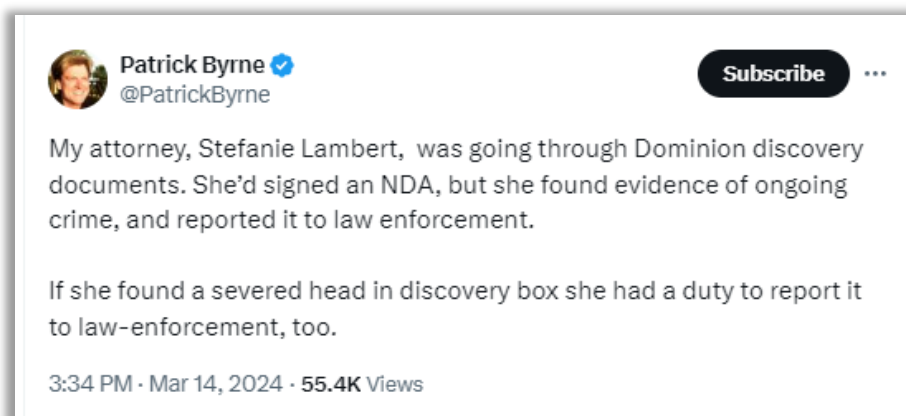 Patrick Byrne
@PatrickByrne
Subscribe
My attorney, Stefanie Lambert,  was going through Dominion discovery
documents. She’d signed an NDA, but she found evidence of ongoing
crime, and reported it to law enforcement.
If she found a severed head in discovery box she had a duty to report it
to law-enforcement, too.
3:34 PM · Mar 14, 2024 · 55.4K Views